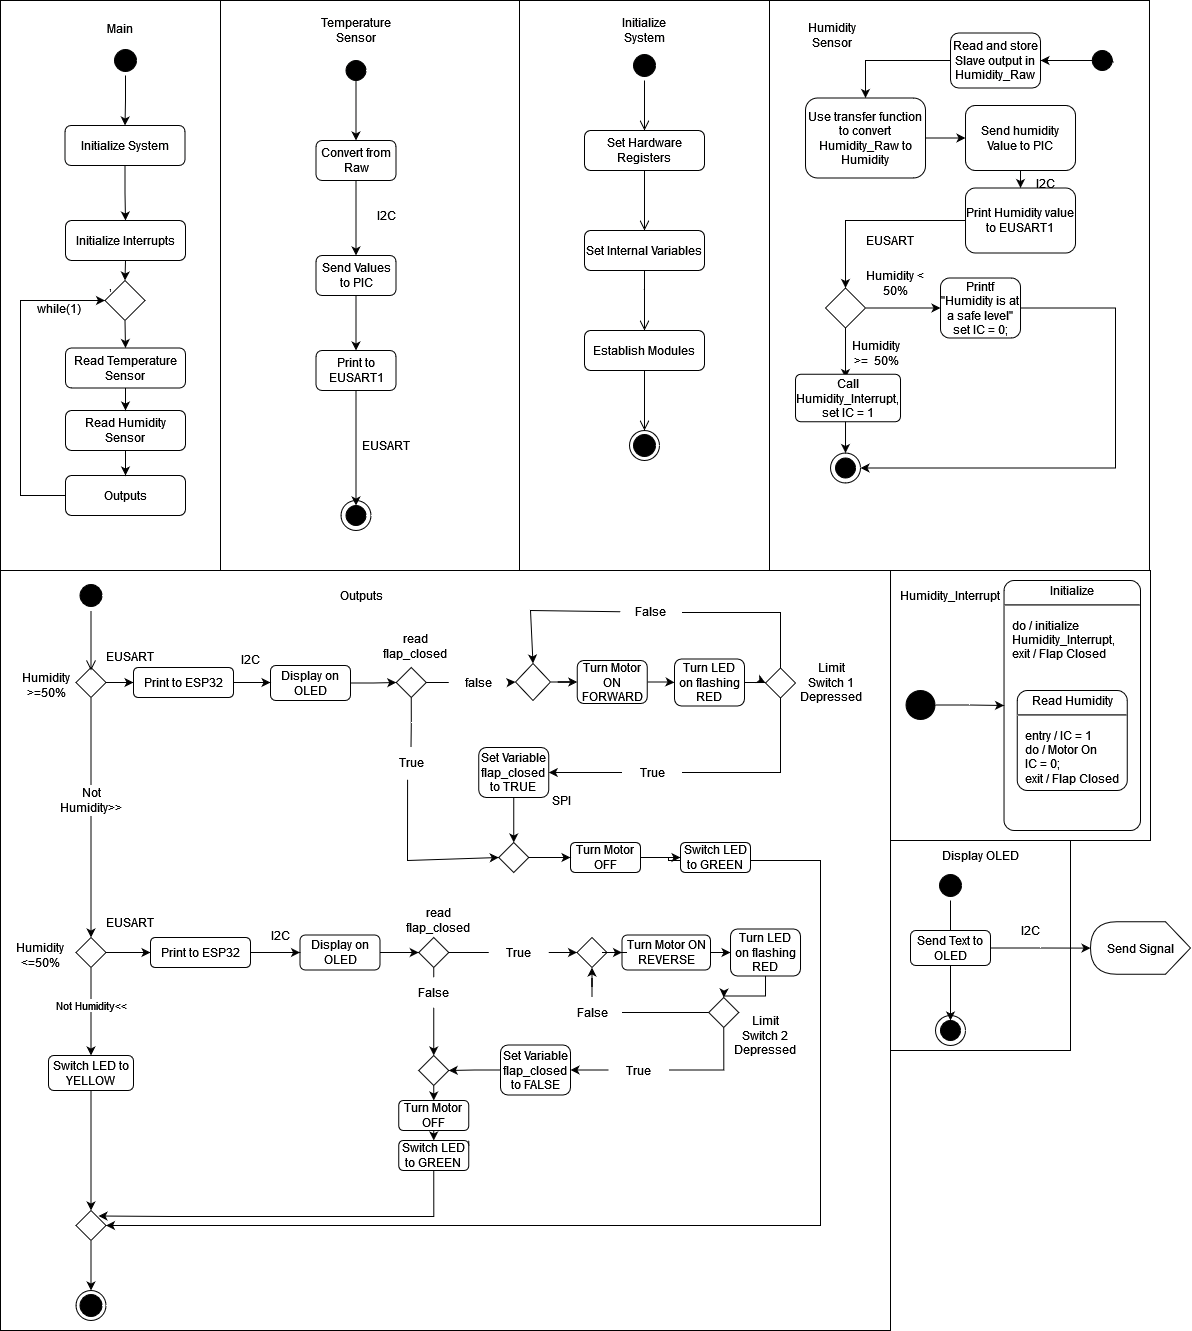 Main
Initialize System
Initialize Interrupts
while(1)
Read Temperature
Sensor
Read Humidity
Sensor
Outputs
Temperature
Sensor
Convert from
Raw
I2C
Send Values
to PIC
Print to
EUSART1
EUSART
Initialize
System
Set Hardware
Registers
Set Internal Variables
Establish Modules
Humidity
Sensor
Read and store
Slave output in
Humidity_Raw
Use transfer function
to convert
Humidity_Raw to
Humidity
Send humidity
Value to PIC
I2C
Print Humidity value
to EUSART1
EUSART
Humidity <
50%
Printf
"Humidity is at
a safe level"
set IC = 0;
Humidity
>= 50%
Call
Humidity_Interrupt,
set IC = 1
Outputs
Humidity
>=50%
EUSART
Print to ESP32
I2C
Display on
OLED
read
flap_closed
false
Turn Motor
ON
FORWARD
Turn LED
on flashing
RED
False
Limit
Switch 1
Depressed
True
True
Set Variable
flap_closed
to TRUE
SPI
Turn Motor
OFF
Switch LED
to GREEN
Not
Humidity>>
Humidity
<=50%
EUSART
Print to ESP32
I2C
Display on
OLED
read
flap_closed
True
Turn Motor ON
REVERSE
Turn LED
on flashing
RED
False
False
Limit
Switch 2
Depressed
True
Set Variable
flap_closed
to FALSE
Turn Motor
OFF
Switch LED
to GREEN
Not Humidity<<
Switch LED to
YELLOW
Humidity_Interrupt
Initialize
do / initialize
Humidity_Interrupt,
exit / Flap Closed
Read Humidity
entry / IC = 1
do / Motor On
IC = 0;
exit / Flap Closed
Display OLED
Send Text to
OLED
I2C
Send Signal